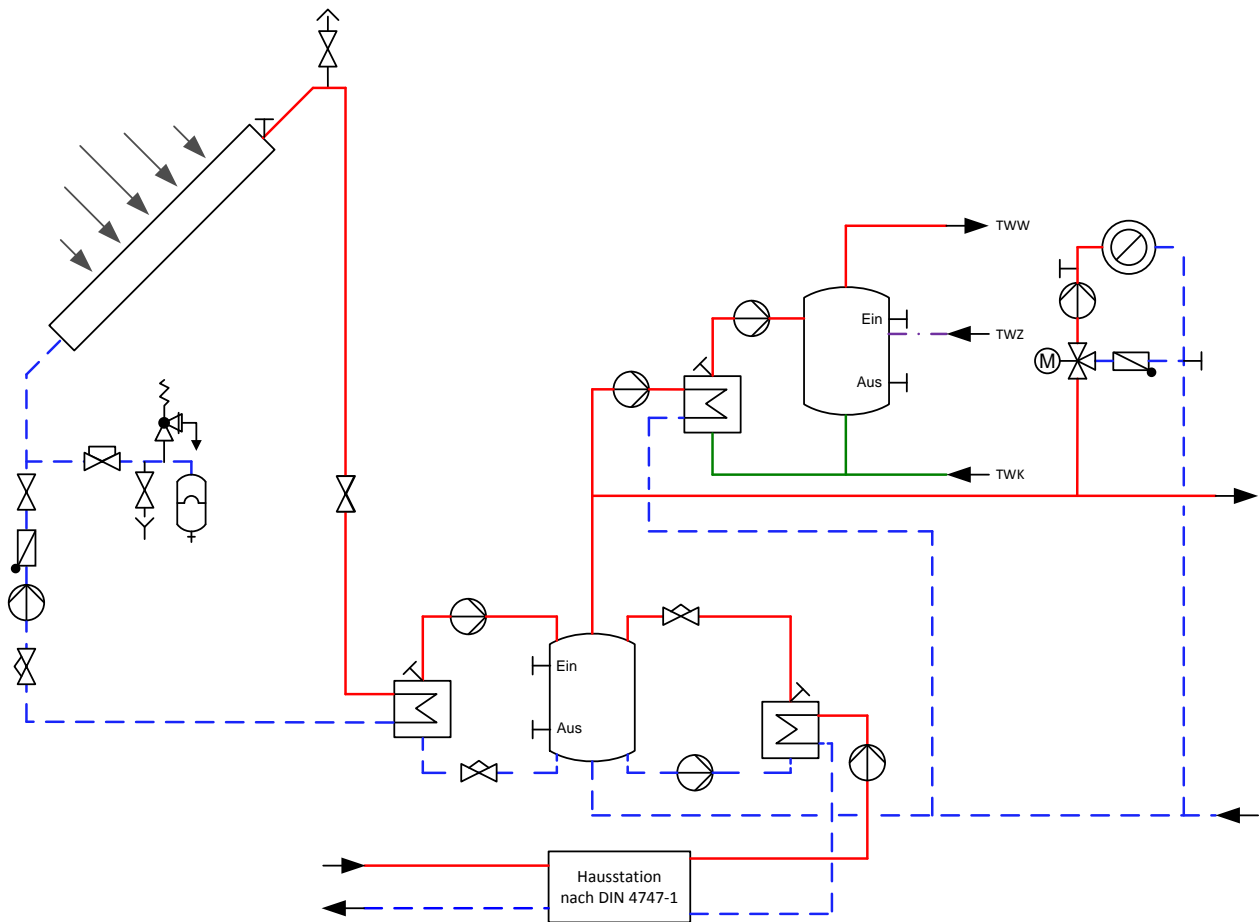 TWW
Ein
TWZ
M
Aus
TWK
Ein
Aus
Hausstation
nach DIN 4747-1